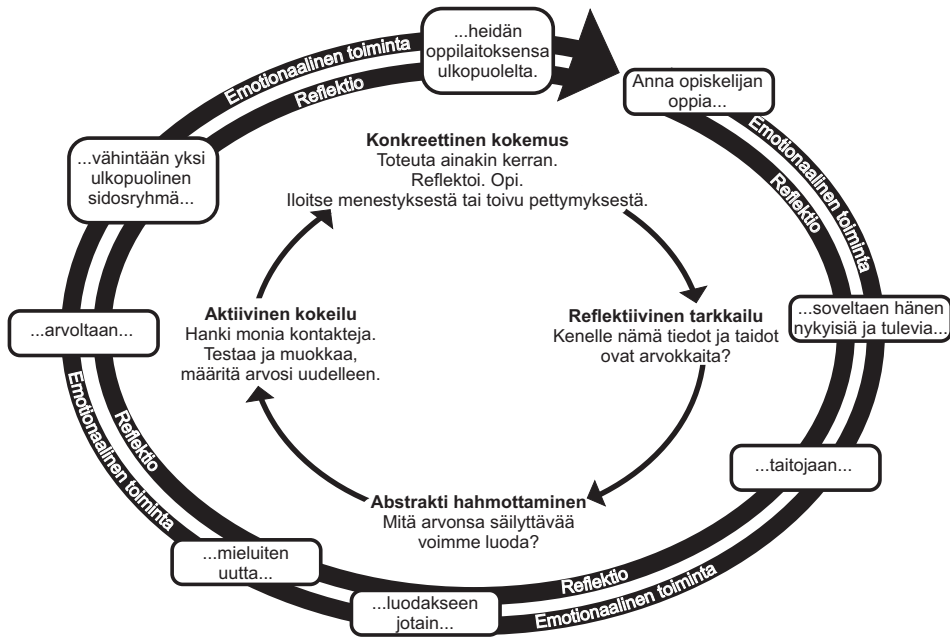 ...heidän
oppilaitoksensa
ulkopuolelta.
Anna opiskelijan
oppia...
Emotionaalinen toiminta
Reflektio
Emotionaalinen toiminta
Reflektio
...vähintään yksi
ulkopuolinen
sidosryhmä...
Konkreettinen kokemus
Toteuta ainakin kerran.
Reflektoi. Opi.
Iloitse menestyksestä tai toivu pettymyksestä.
...arvoltaan...
Aktiivinen kokeilu
Hanki monia kontakteja.
Testaa ja muokkaa,
määritä arvosi uudelleen.
Reflektiivinen tarkkailu
Kenelle nämä tiedot ja taidot
ovat arvokkaita?
...soveltaen hänen
nykyisiä ja tulevia...
Reflektio
Emotionaalinen toiminta
...taitojaan...
Abstrakti hahmottaminen
Mitä arvonsa säilyttävää
voimme luoda?
...mieluiten
uutta...
...luodakseen
jotain...
Reflektio
Emotionaalinen toiminta